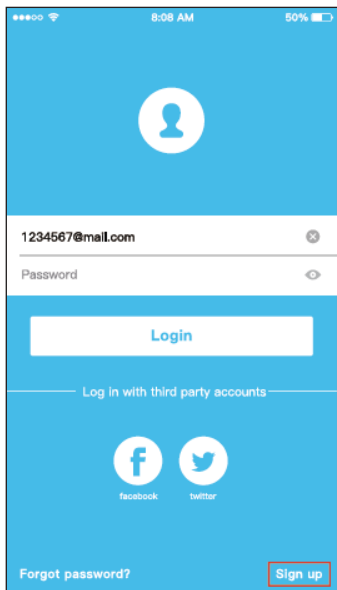 8:08 AM 50%
1234567@mail.com
Password
Login
Log in with third party accounts
facebook twitter
Forgot password? Sign up